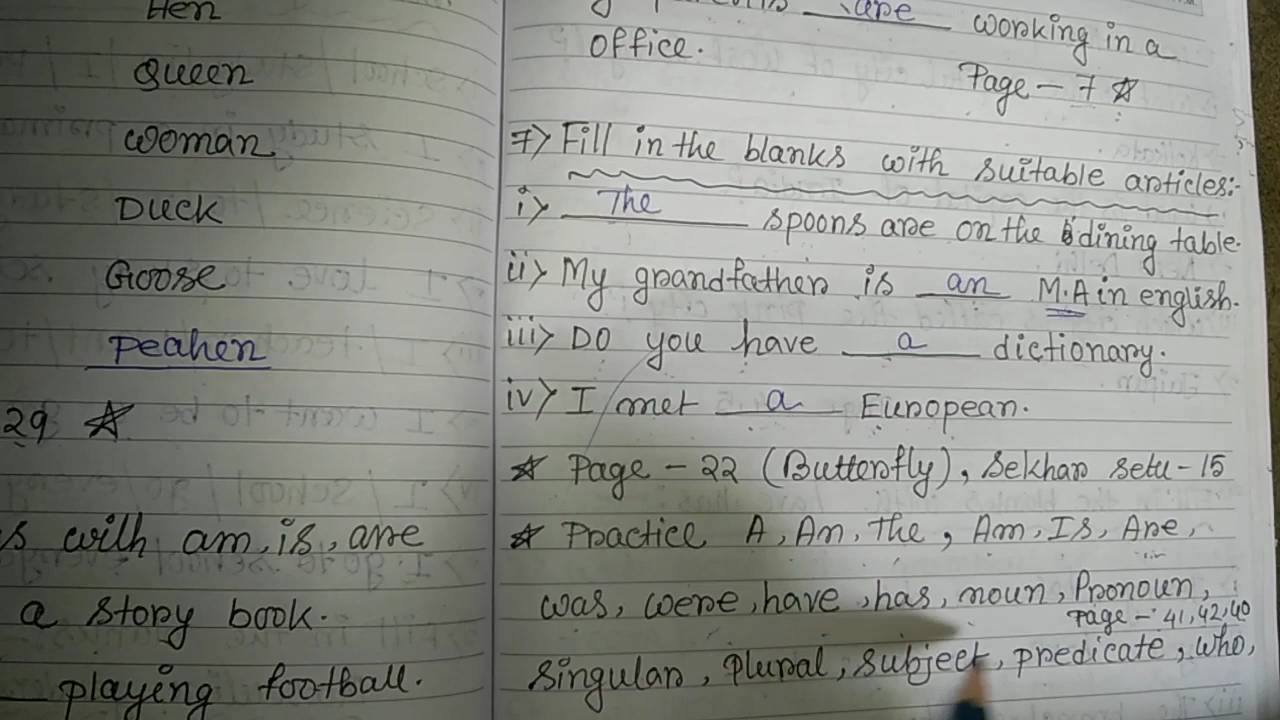 Hen
Queen
Woman
Duck
Goose
Peahen
29
with am, is, are
a story book.
playing football.
are working in a
office.
Page - 7
7) Fill in the blanks with suitable articles:-
i) The spoons are on the dining table.
ii) My grandfather is an M.A in english.
iii) Do you have a dictionary.
iv) I met a European.
Page - 22 (Butterfly), Sekhar setu - 15
Practice A, An, The, Am, Is, Are,
was, were, have, has, noun, Pronoun,
Page - 41, 42, 40
Singular, plural, subject, predicate, who,